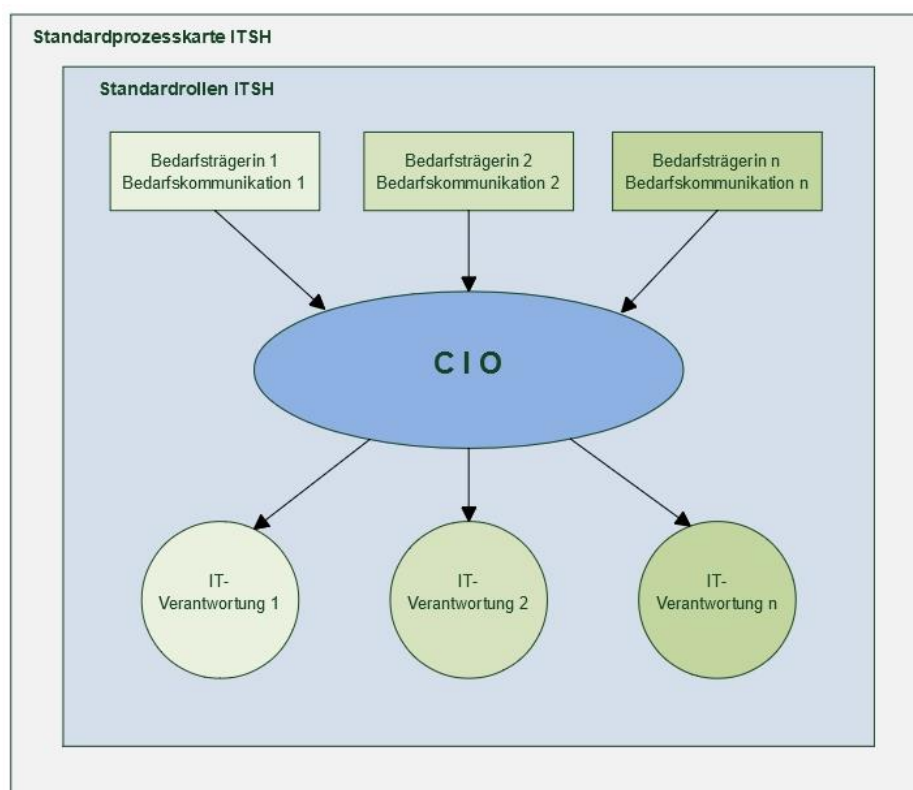 Standardprozesskarte ITSH
Standardrollen ITSH
Bedarfsträgerin 1
Bedarfskommunikation 1
Bedarfsträgerin 2
Bedarfskommunikation 2
Bedarfsträgerin n
Bedarfskommunikation n
C I O
IT-
Verantwortung 1
IT-
Verantwortung 2
IT-
Verantwortung n